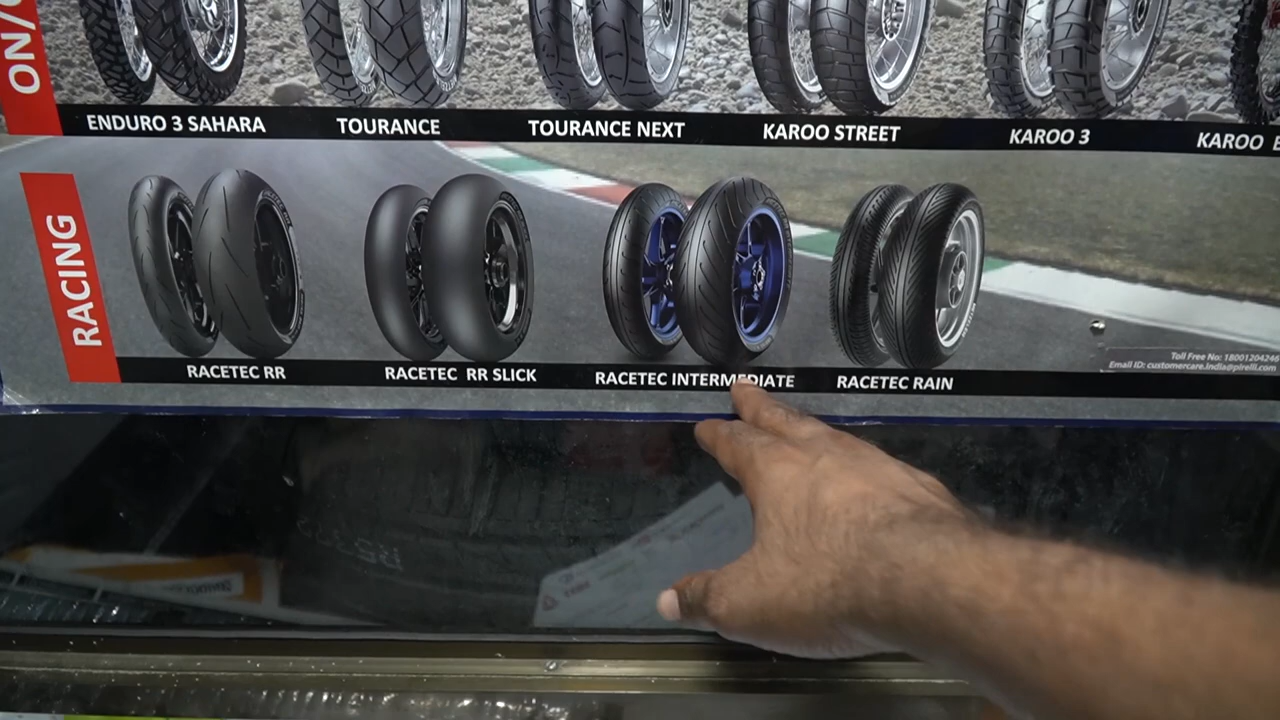 ON/
ENDURO 3 SAHARA
TOURANCE
TOURANCE NEXT
KAROO STREET
KAROO 3
KAROO E
RACING
RACETEC RR
RACETEC RR SLICK
RACETEC INTERMEDIATE
RACETEC RAIN
Toll Free No: 18001204246
Email ID: customercare.india@pirelli.com